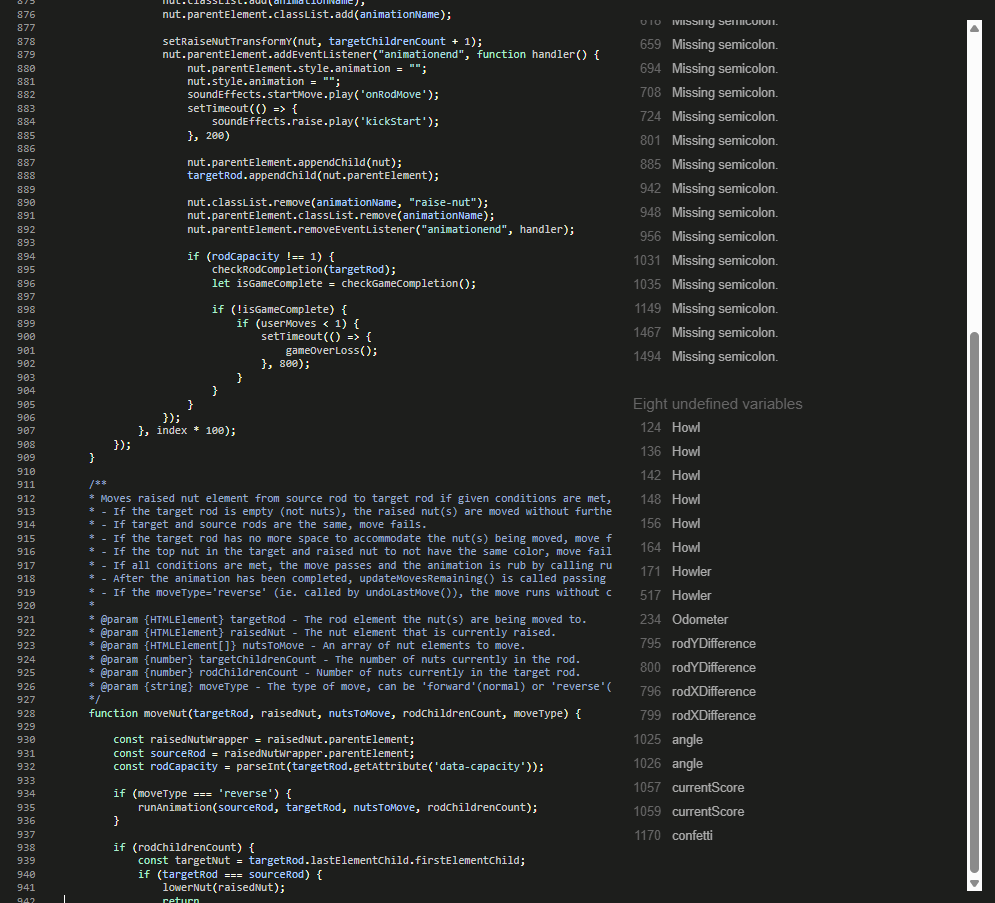 875 nut.classList.add(animationName);
876 nut.parentElement.classList.add(animationName);
877
878 setRaiseNutTransformY(nut, targetChildrenCount + 1);
879 nut.parentElement.addEventListener("animationend", function handler() {
880 nut.parentElement.style.animation = "";
881 nut.style.animation = "";
882 soundEffects.startMove.play('onRodMove');
883 setTimeout(() => {
884 soundEffects.raise.play('kickStart');
885 }, 200)
886
887 nut.parentElement.appendChild(nut);
888 targetRod.appendChild(nut.parentElement);
889
890 nut.classList.remove(animationName, "raise-nut");
891 nut.parentElement.classList.remove(animationName);
892 nut.parentElement.removeEventListener("animationend", handler);
893
894 if (rodCapacity !== 1) {
895 checkRodCompletion(targetRod);
896 let isGameComplete = checkGameCompletion();
897
898 if (!isGameComplete) {
899 if (userMoves < 1) {
900 setTimeout(() => {
901 gameOverLoss();
902 }, 800);
903 }
904 }
905 }
906 });
907 }, index * 100);
908 });
909 }
910
911 /**
912 * Moves raised nut element from source rod to target rod if given conditions are met,
913 * - If the target rod is empty (not nuts), the raised nut(s) are moved without furthe
914 * - If target and source rods are the same, move fails.
915 * - If the target rod has no more space to accommodate the nut(s) being moved, move f
916 * - If the top nut in the target and raised nut to not have the same color, move fail
917 * - If all conditions are met, the move passes and the animation is rub by calling ru
918 * - After the animation has been completed, updateMovesRemaining() is called passing
919 * - If the moveType='reverse' (ie. called by undoLastMove()), the move runs without c
920 *
921 * @param {HTMLElement} targetRod - The rod element the nut(s) are being moved to.
922 * @param {HTMLElement} raisedNut - The nut element that is currently raised.
923 * @param {HTMLElement[]} nutsToMove - An array of nut elements to move.
924 * @param {number} targetChildrenCount - The number of nuts currently in the rod.
925 * @param {number} rodChildrenCount - Number of nuts currently in the target rod.
926 * @param {string} moveType - The type of move, can be 'forward'(normal) or 'reverse'(
927 */
928 function moveNut(targetRod, raisedNut, nutsToMove, rodChildrenCount, moveType) {
929
930 const raisedNutWrapper = raisedNut.parentElement;
931 const sourceRod = raisedNutWrapper.parentElement;
932 const rodCapacity = parseInt(targetRod.getAttribute('data-capacity'));
933
934 if (moveType === 'reverse') {
935 runAnimation(sourceRod, targetRod, nutsToMove, rodChildrenCount);
936 }
937
938 if (rodChildrenCount) {
939 const targetNut = targetRod.lastElementChild.firstElementChild;
940 if (targetRod === sourceRod) {
941 lowerNut(raisedNut);
942 return
616 Missing semicolon.
659 Missing semicolon.
694 Missing semicolon.
708 Missing semicolon.
724 Missing semicolon.
801 Missing semicolon.
885 Missing semicolon.
942 Missing semicolon.
948 Missing semicolon.
956 Missing semicolon.
1031 Missing semicolon.
1035 Missing semicolon.
1149 Missing semicolon.
1467 Missing semicolon.
1494 Missing semicolon.
Eight undefined variables
124 Howl
136 Howl
142 Howl
148 Howl
156 Howl
164 Howl
171 Howler
517 Howler
234 Odometer
795 rodYDifference
800 rodYDifference
796 rodXDifference
799 rodXDifference
1025 angle
1026 angle
1057 currentScore
1059 currentScore
1170 confetti